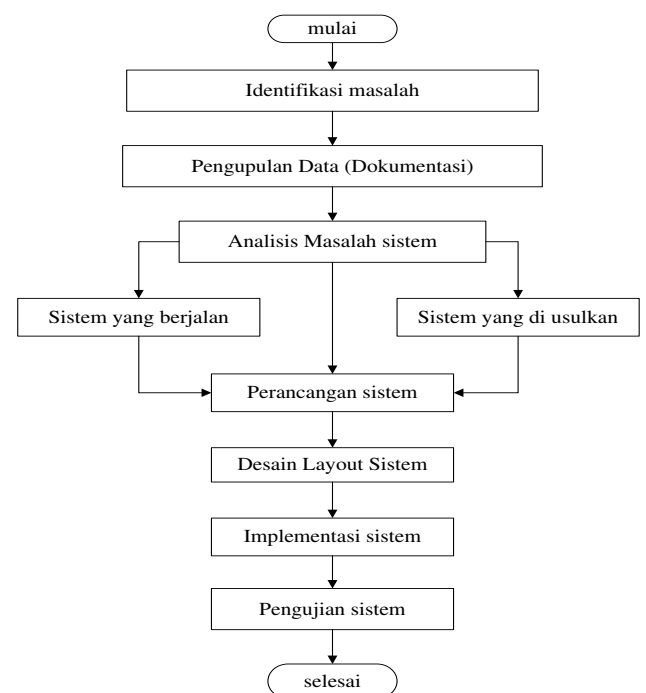 mulai
Identifikasi masalah
Pengupulan Data (Dokumentasi)
Analisis Masalah sistem
Sistem yang berjalan
Sistem yang di usulkan
Perancangan sistem
Desain Layout Sistem
Implementasi sistem
Pengujian sistem
selesai